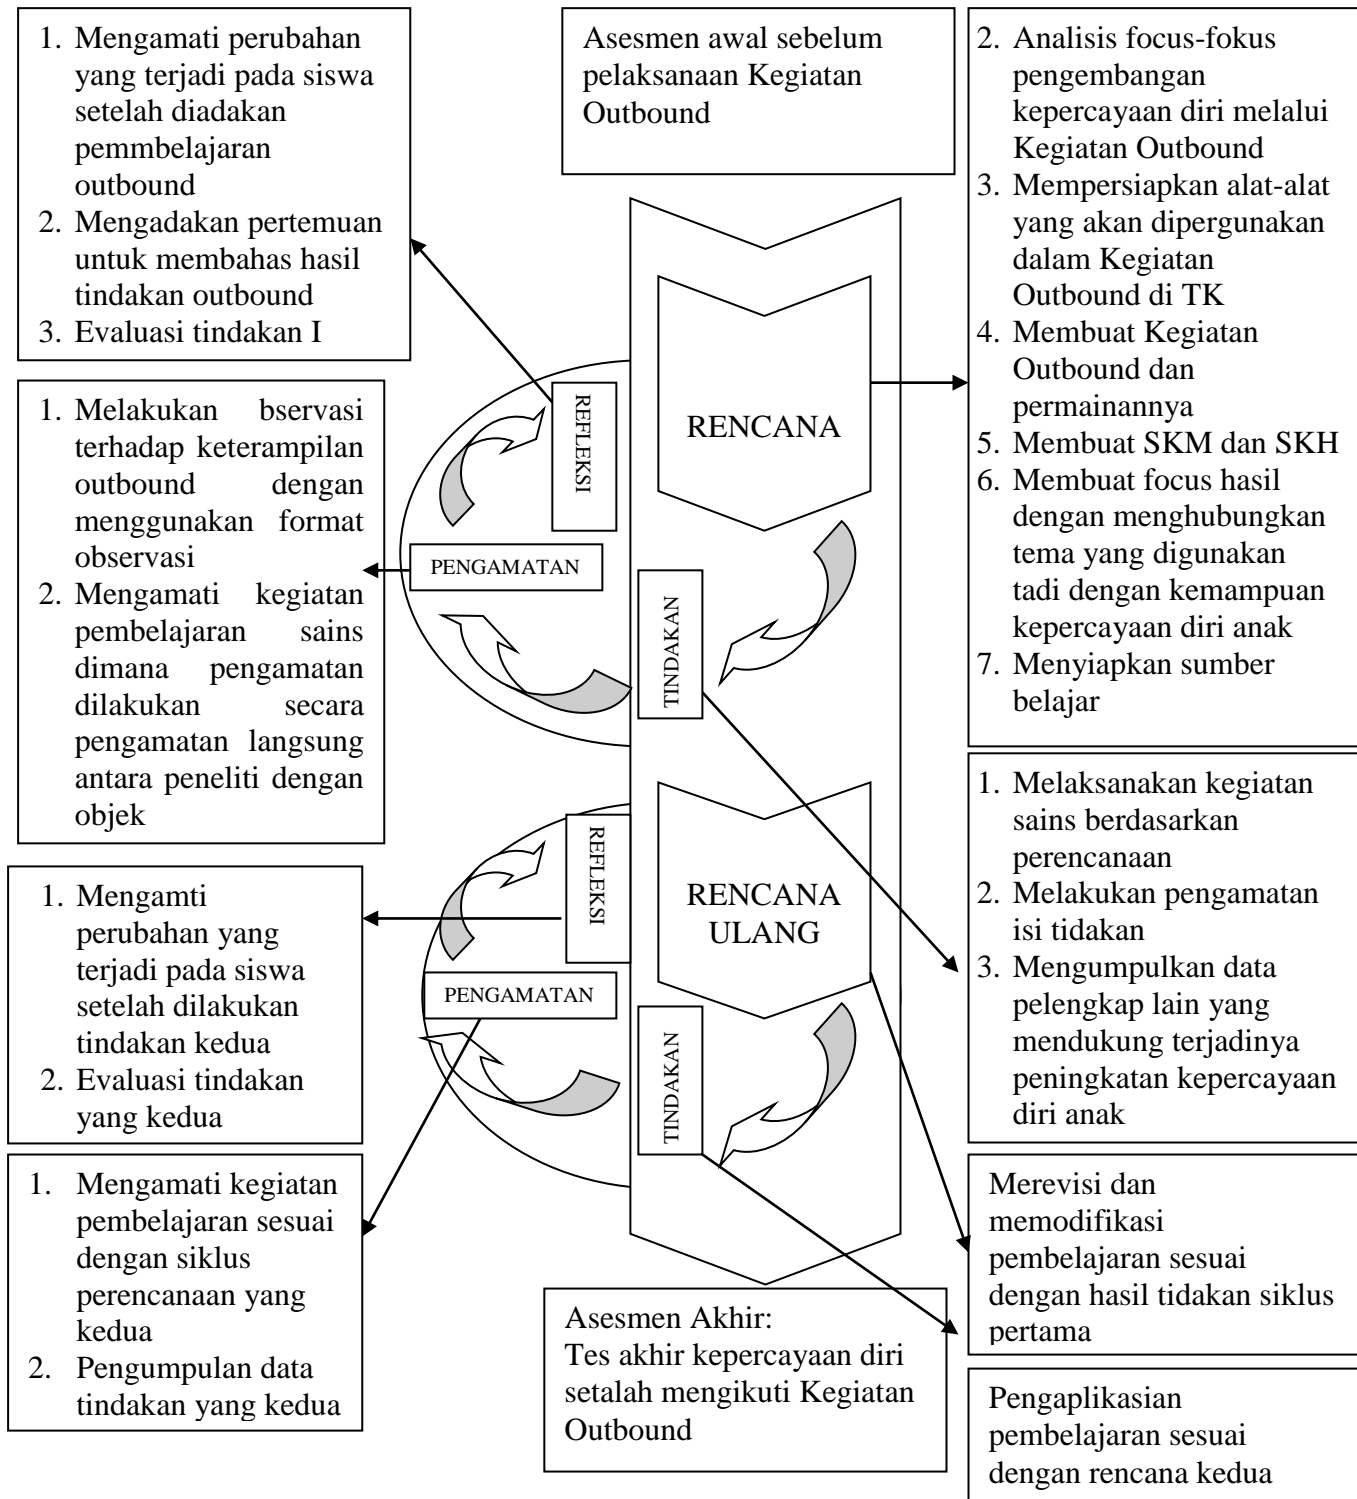 1. Mengamati perubahan
yang terjadi pada siswa
setelah diadakan
pemmbelajaran
outbound
2. Mengadakan pertemuan
untuk membahas hasil
tindakan outbound
3. Evaluasi tindakan I
Asesmen awal sebelum
pelaksanaan Kegiatan
Outbound
2. Analisis focus-fokus
pengembangan
kepercayaan diri melalui
Kegiatan Outbound
3. Mempersiapkan alat-alat
yang akan dipergunakan
dalam Kegiatan
Outbound di TK
4. Membuat Kegiatan
Outbound dan
permainannya
5. Membuat SKM dan SKH
6. Membuat focus hasil
dengan menghubungkan
tema yang digunakan
tadi dengan kemampuan
kepercayaan diri anak
7. Menyiapkan sumber
belajar
RENCANA
REFLEKSI
PENGAMATAN
TINDAKAN
1. Melakukan bservasi
terhadap keterampilan
outbound dengan
menggunakan format
observasi
2. Mengamati kegiatan
pembelajaran sains
dimana pengamatan
dilakukan secara
pengamatan langsung
antara peneliti dengan
objek
1. Melaksanakan kegiatan
sains berdasarkan
perencanaan
2. Melakukan pengamatan
isi tidakan
3. Mengumpulkan data
pelengkap lain yang
mendukung terjadinya
peningkatan kepercayaan
diri anak
RENCANA
ULANG
REFLEKSI
PENGAMATAN
TINDAKAN
1. Mengamti
perubahan yang
terjadi pada siswa
setelah dilakukan
tindakan kedua
2. Evaluasi tindakan
yang kedua
1. Mengamati kegiatan
pembelajaran sesuai
dengan siklus
perencanaan yang
kedua
2. Pengumpulan data
tindakan yang kedua
Merevisi dan
memodifikasi
pembelajaran sesuai
dengan hasil tidakan siklus
pertama
Asesmen Akhir:
Tes akhir kepercayaan diri
setalah mengikuti Kegiatan
Outbound
Pengaplikasian
pembelajaran sesuai
dengan rencana kedua